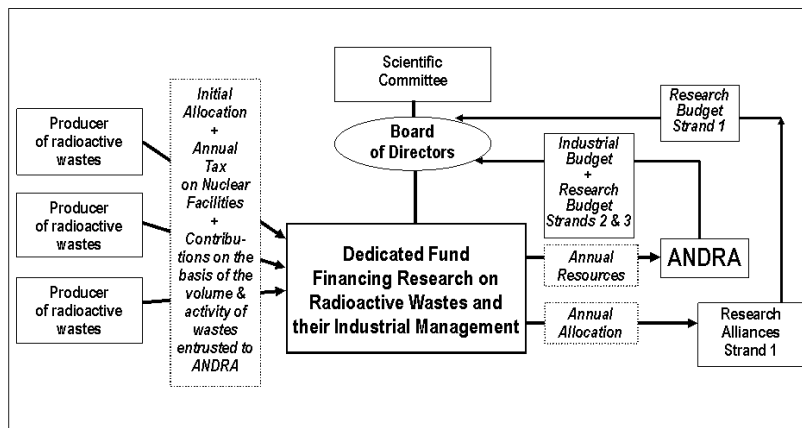 Scientific
Committee
Board
of Directors
Research
Budget
Strand 1
Industrial
Budget
+
Research
Budget
Strands 2 & 3
Producer
of radioactive
wastes
Producer
of radioactive
wastes
Producer
of radioactive
wastes
Initial
Allocation
+
Annual
Tax
on Nuclear
Facilities
+
Contribu-
tions on the
basis of the
volume &
activity of
wastes
entrusted to
ANDRA
Dedicated Fund
Financing Research on
Radioactive Wastes and
their Industrial Management
Annual
Resources
ANDRA
Annual
Allocation
Research
Alliances
Strand 1